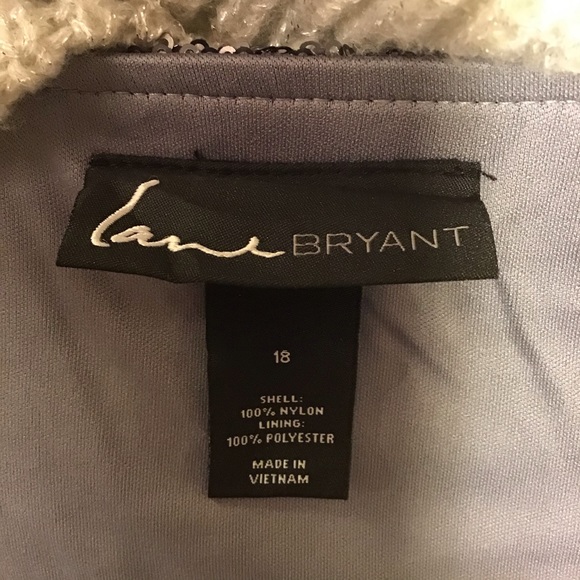 Lane BRYANT
18
SHELL:
100% NYLON
LINING:
100% POLYESTER
MADE IN
VIETNAM